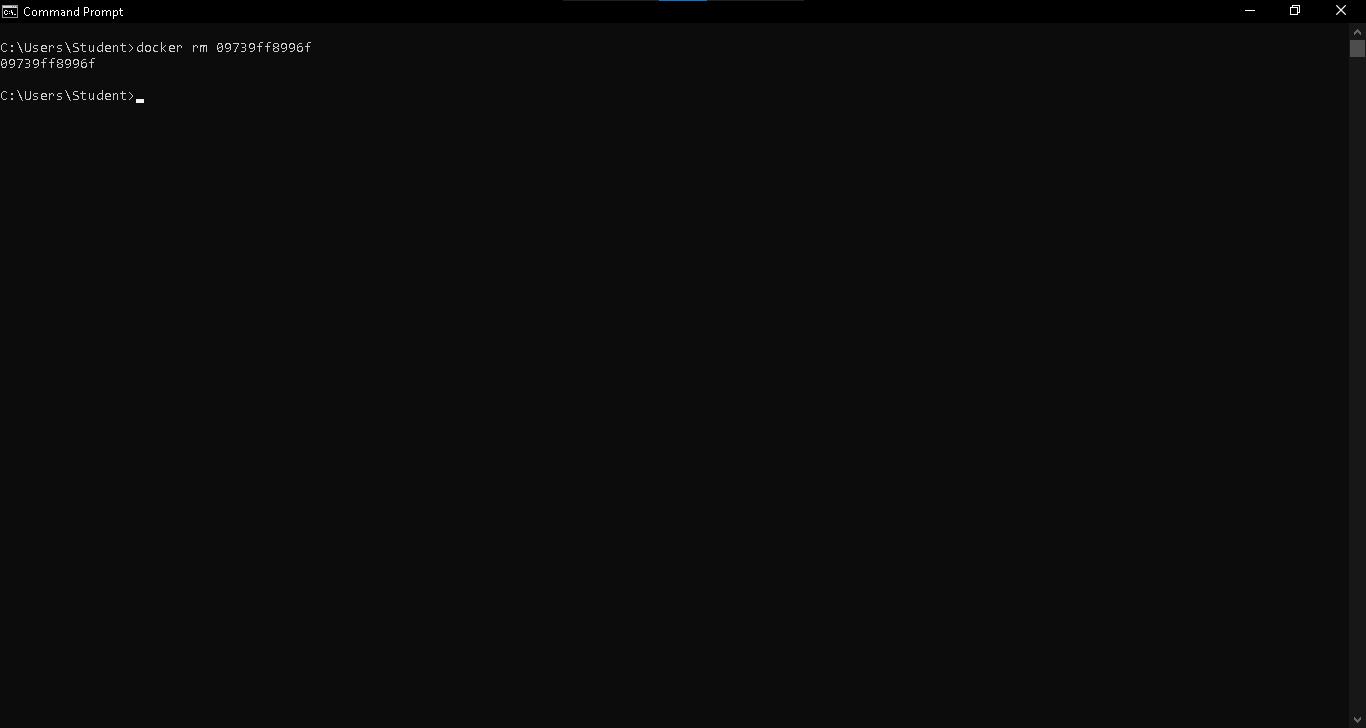 Command Prompt
C:\Users\Student>docker rm 09739ff8996f
09739ff8996f
C:\Users\Student>